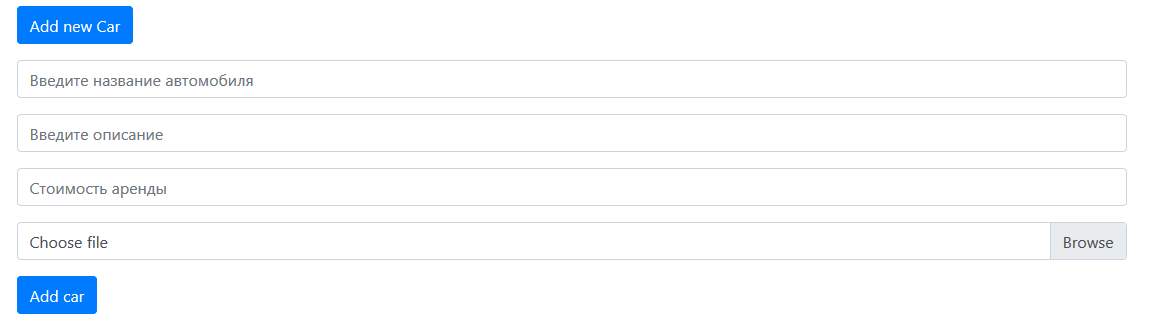 Add new Car
Введите название автомобиля
Введите описание
Стоимость аренды
Choose file Browse
Add car